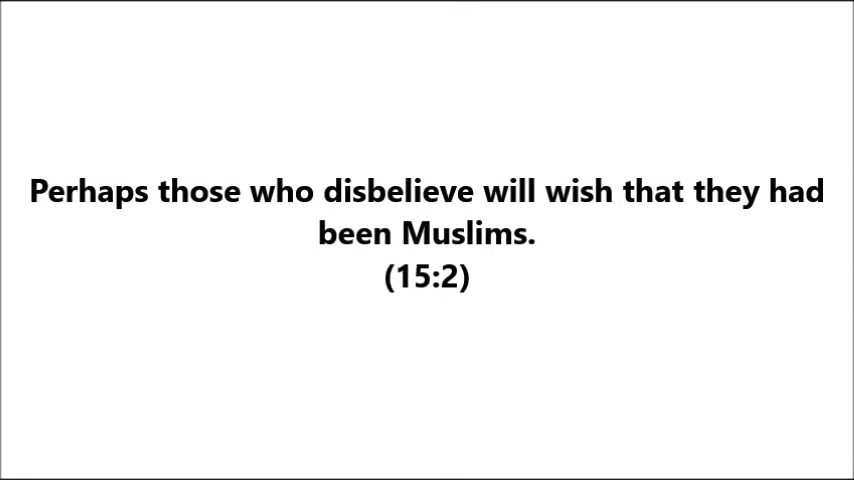 Perhaps those who disbelieve will wish that they had
been Muslims.
(15:2)